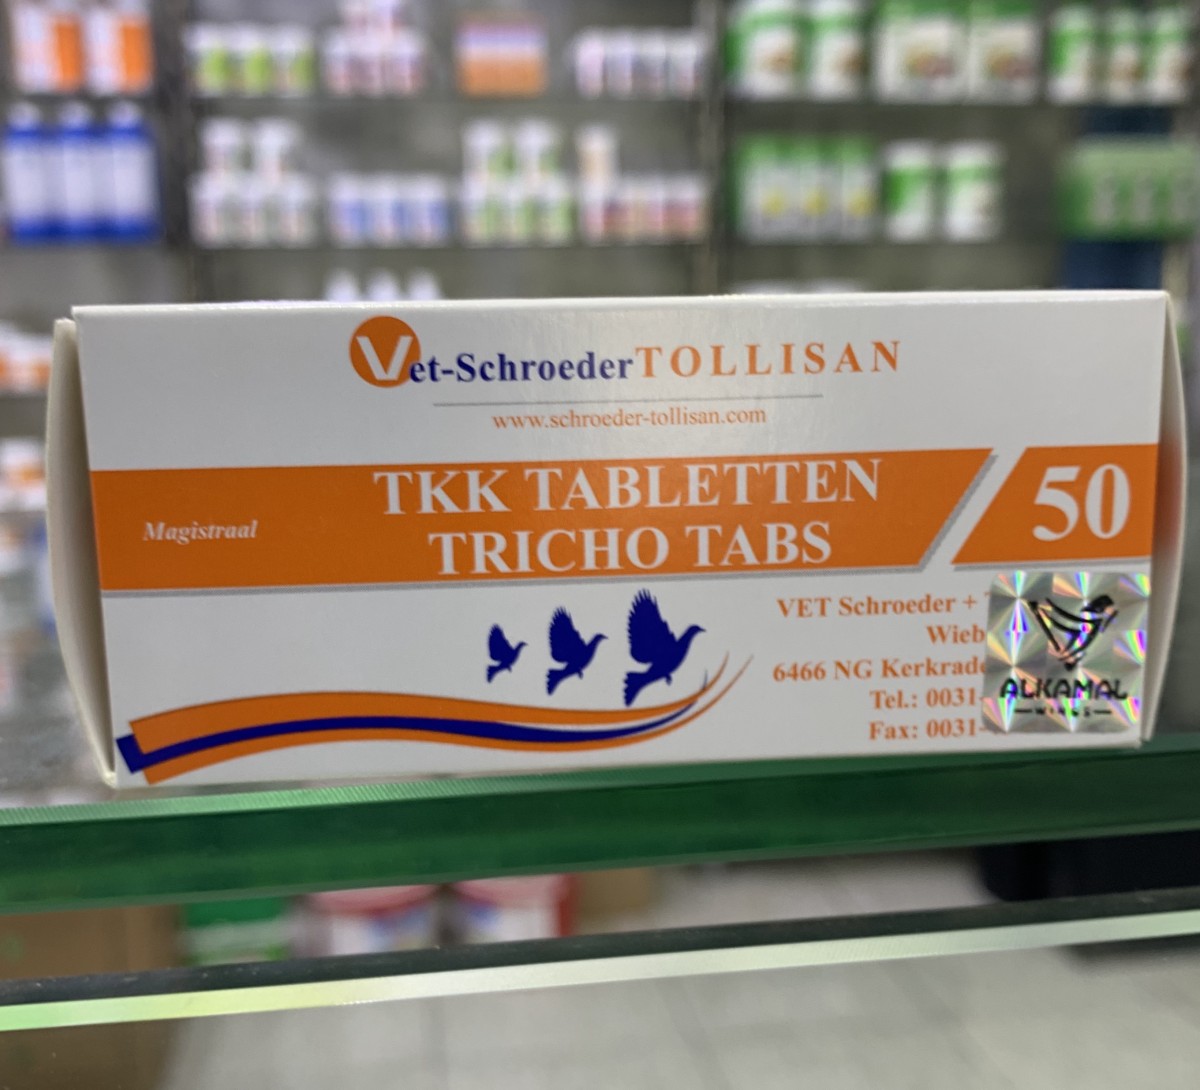 Vet-Schroeder TOLLISAN
www.schroeder-tollisan.com
TKK TABLETTEN
Magistraal
TRICHO TABS
50
VET Schroeder +
6466 NG Kerkrade
Tel.: 0031-
Fax: 0031-
ALKAMAL
WINGS